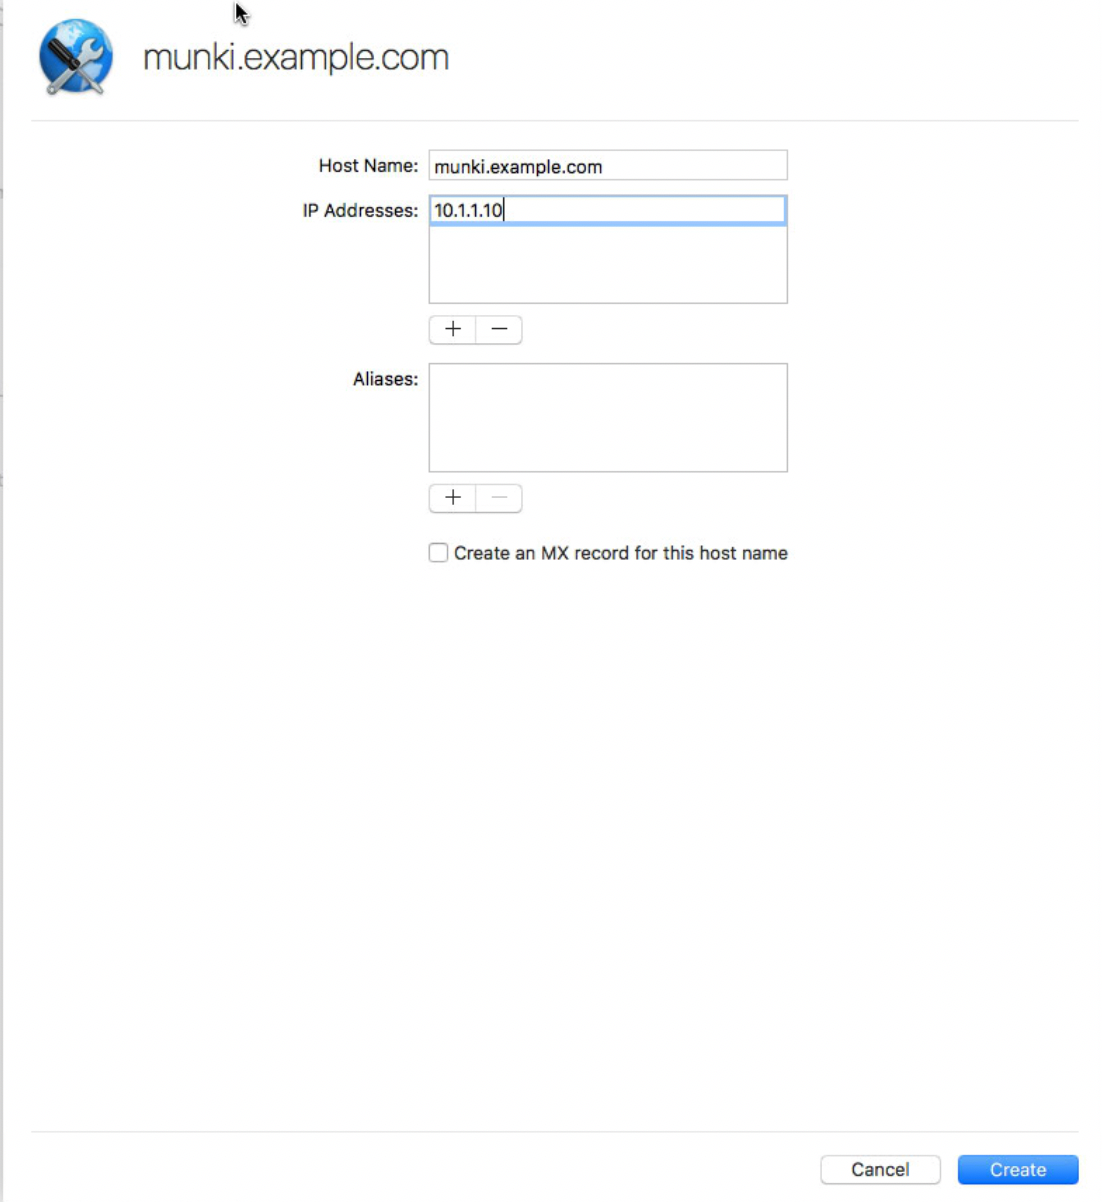 munki.example.com
Host Name: munki.example.com
IP Addresses: 10.1.1.10
Aliases:
Create an MX record for this host name
Cancel Create